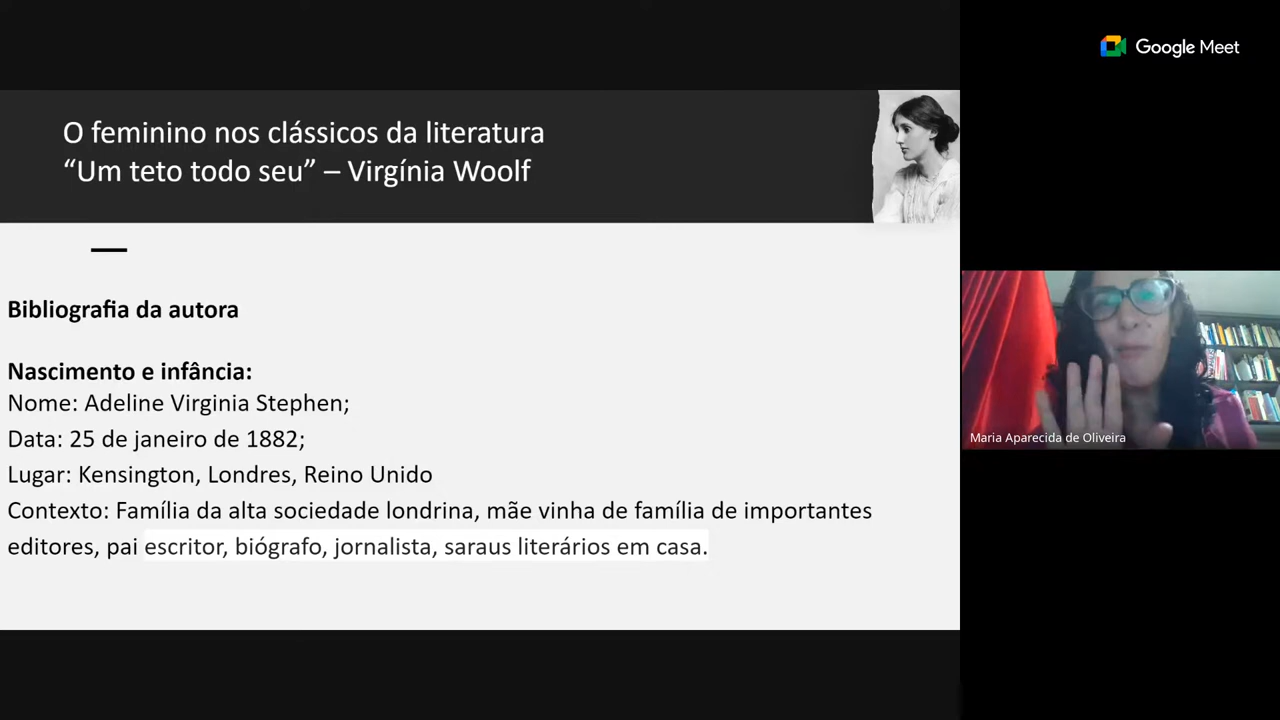 Google Meet
O feminino nos clássicos da literatura
“Um teto todo seu” – Virgínia Woolf
Bibliografia da autora
Nascimento e infância:
Nome: Adeline Virginia Stephen;
Data: 25 de janeiro de 1882;
Lugar: Kensington, Londres, Reino Unido
Contexto: Família da alta sociedade londrina, mãe vinha de família de importantes
editores, pai escritor, biógrafo, jornalista, saraus literários em casa.
Maria Aparecida de Oliveira